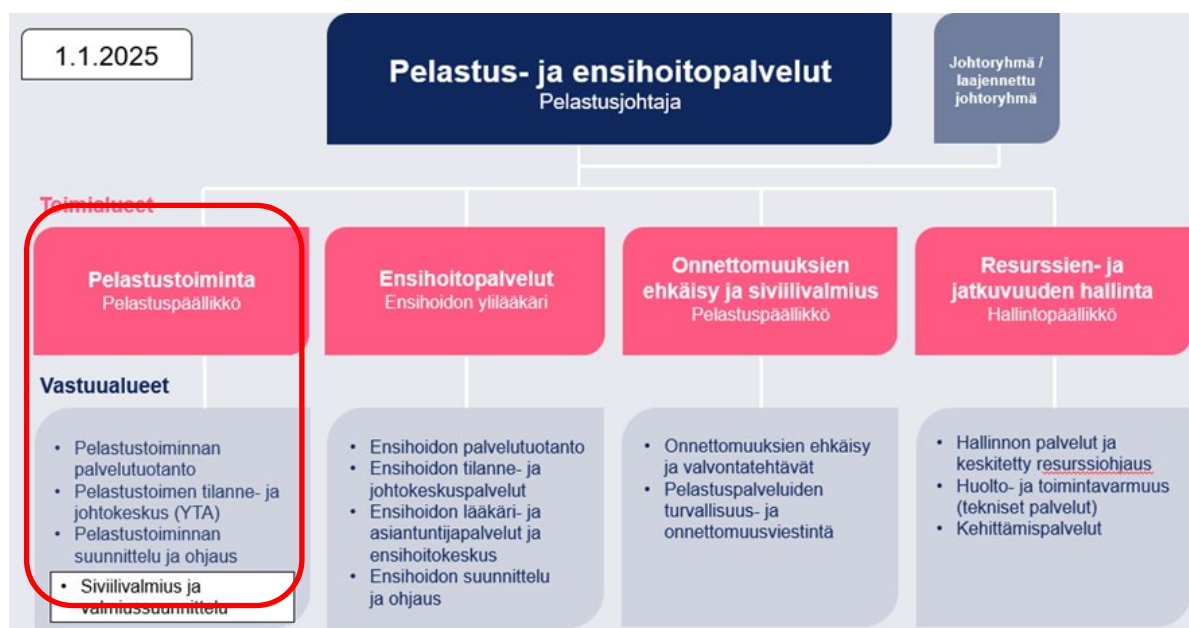 1.1.2025
Pelastus- ja ensihoitopalvelut
Pelastusjohtaja
Johtoryhmä /
laajennettu
johtoryhmä
Toimialueet
Pelastustoiminta
Pelastuspäällikkö
Ensihoitopalvelut
Ensihoidon ylilääkäri
Onnettomuuksien
ehkäisy ja siviilivalmius
Pelastuspäällikkö
Resurssien- ja
jatkuvuuden hallinta
Hallintopäällikkö
Vastuualueet
• Pelastustoiminnan
palvelutuotanto
• Pelastustoimen tilanne- ja
johtokeskus (YTA)
• Pelastustoiminnan
suunnittelu ja ohjaus
• Siviilivalmius ja
valmiussuunnittelu
• Ensihoidon palvelutuotanto
• Ensihoidon tilanne- ja
johtokeskuspalvelut
• Ensihoidon lääkäri- ja
asiantuntijapalvelut ja
ensihoitokeskus
• Ensihoidon suunnittelu
ja ohjaus
• Onnettomuuksien ehkäisy
ja valvontatehtävät
• Pelastuspalveluiden
turvallisuus- ja
onnettomuusviestintä
• Hallinnon palvelut ja
keskitetty resurssiohjaus
• Huolto- ja toimintavarmuus
(tekniset palvelut)
• Kehittämispalvelut